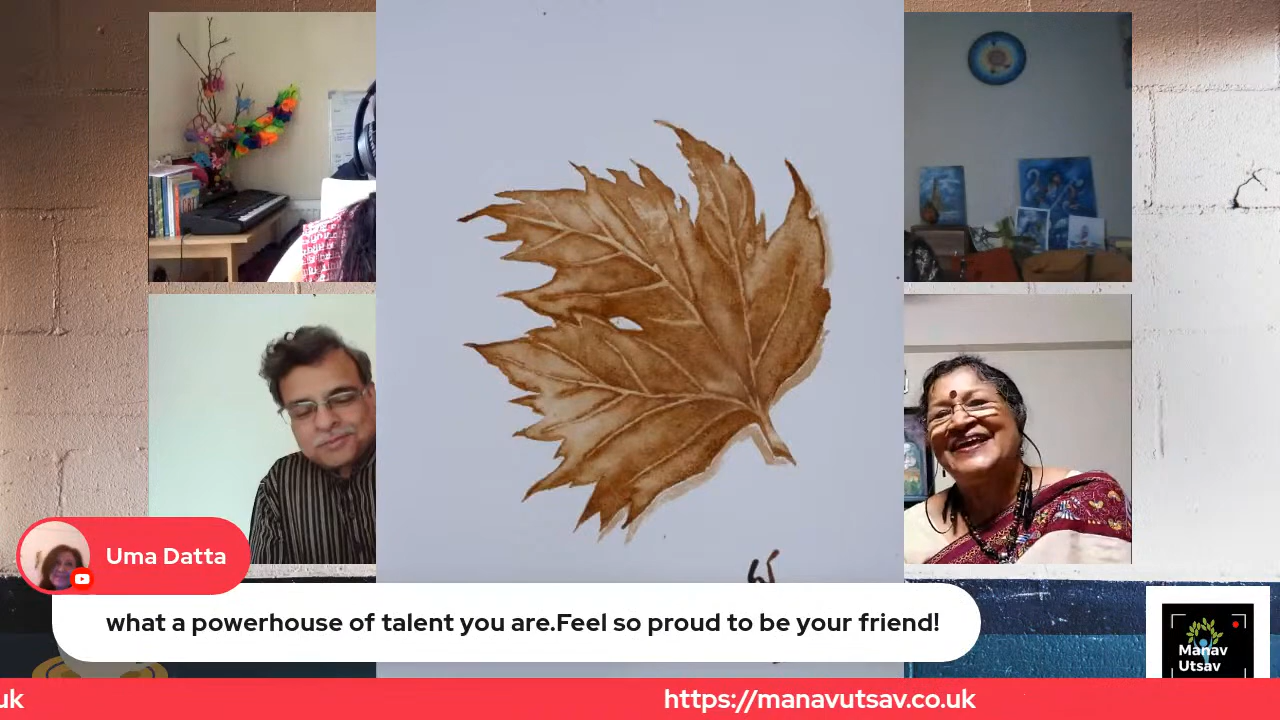 Uma Datta
what a powerhouse of talent you are.Feel so proud to be your friend!
Manav
Utsav
uk
https://manavutsav.co.uk